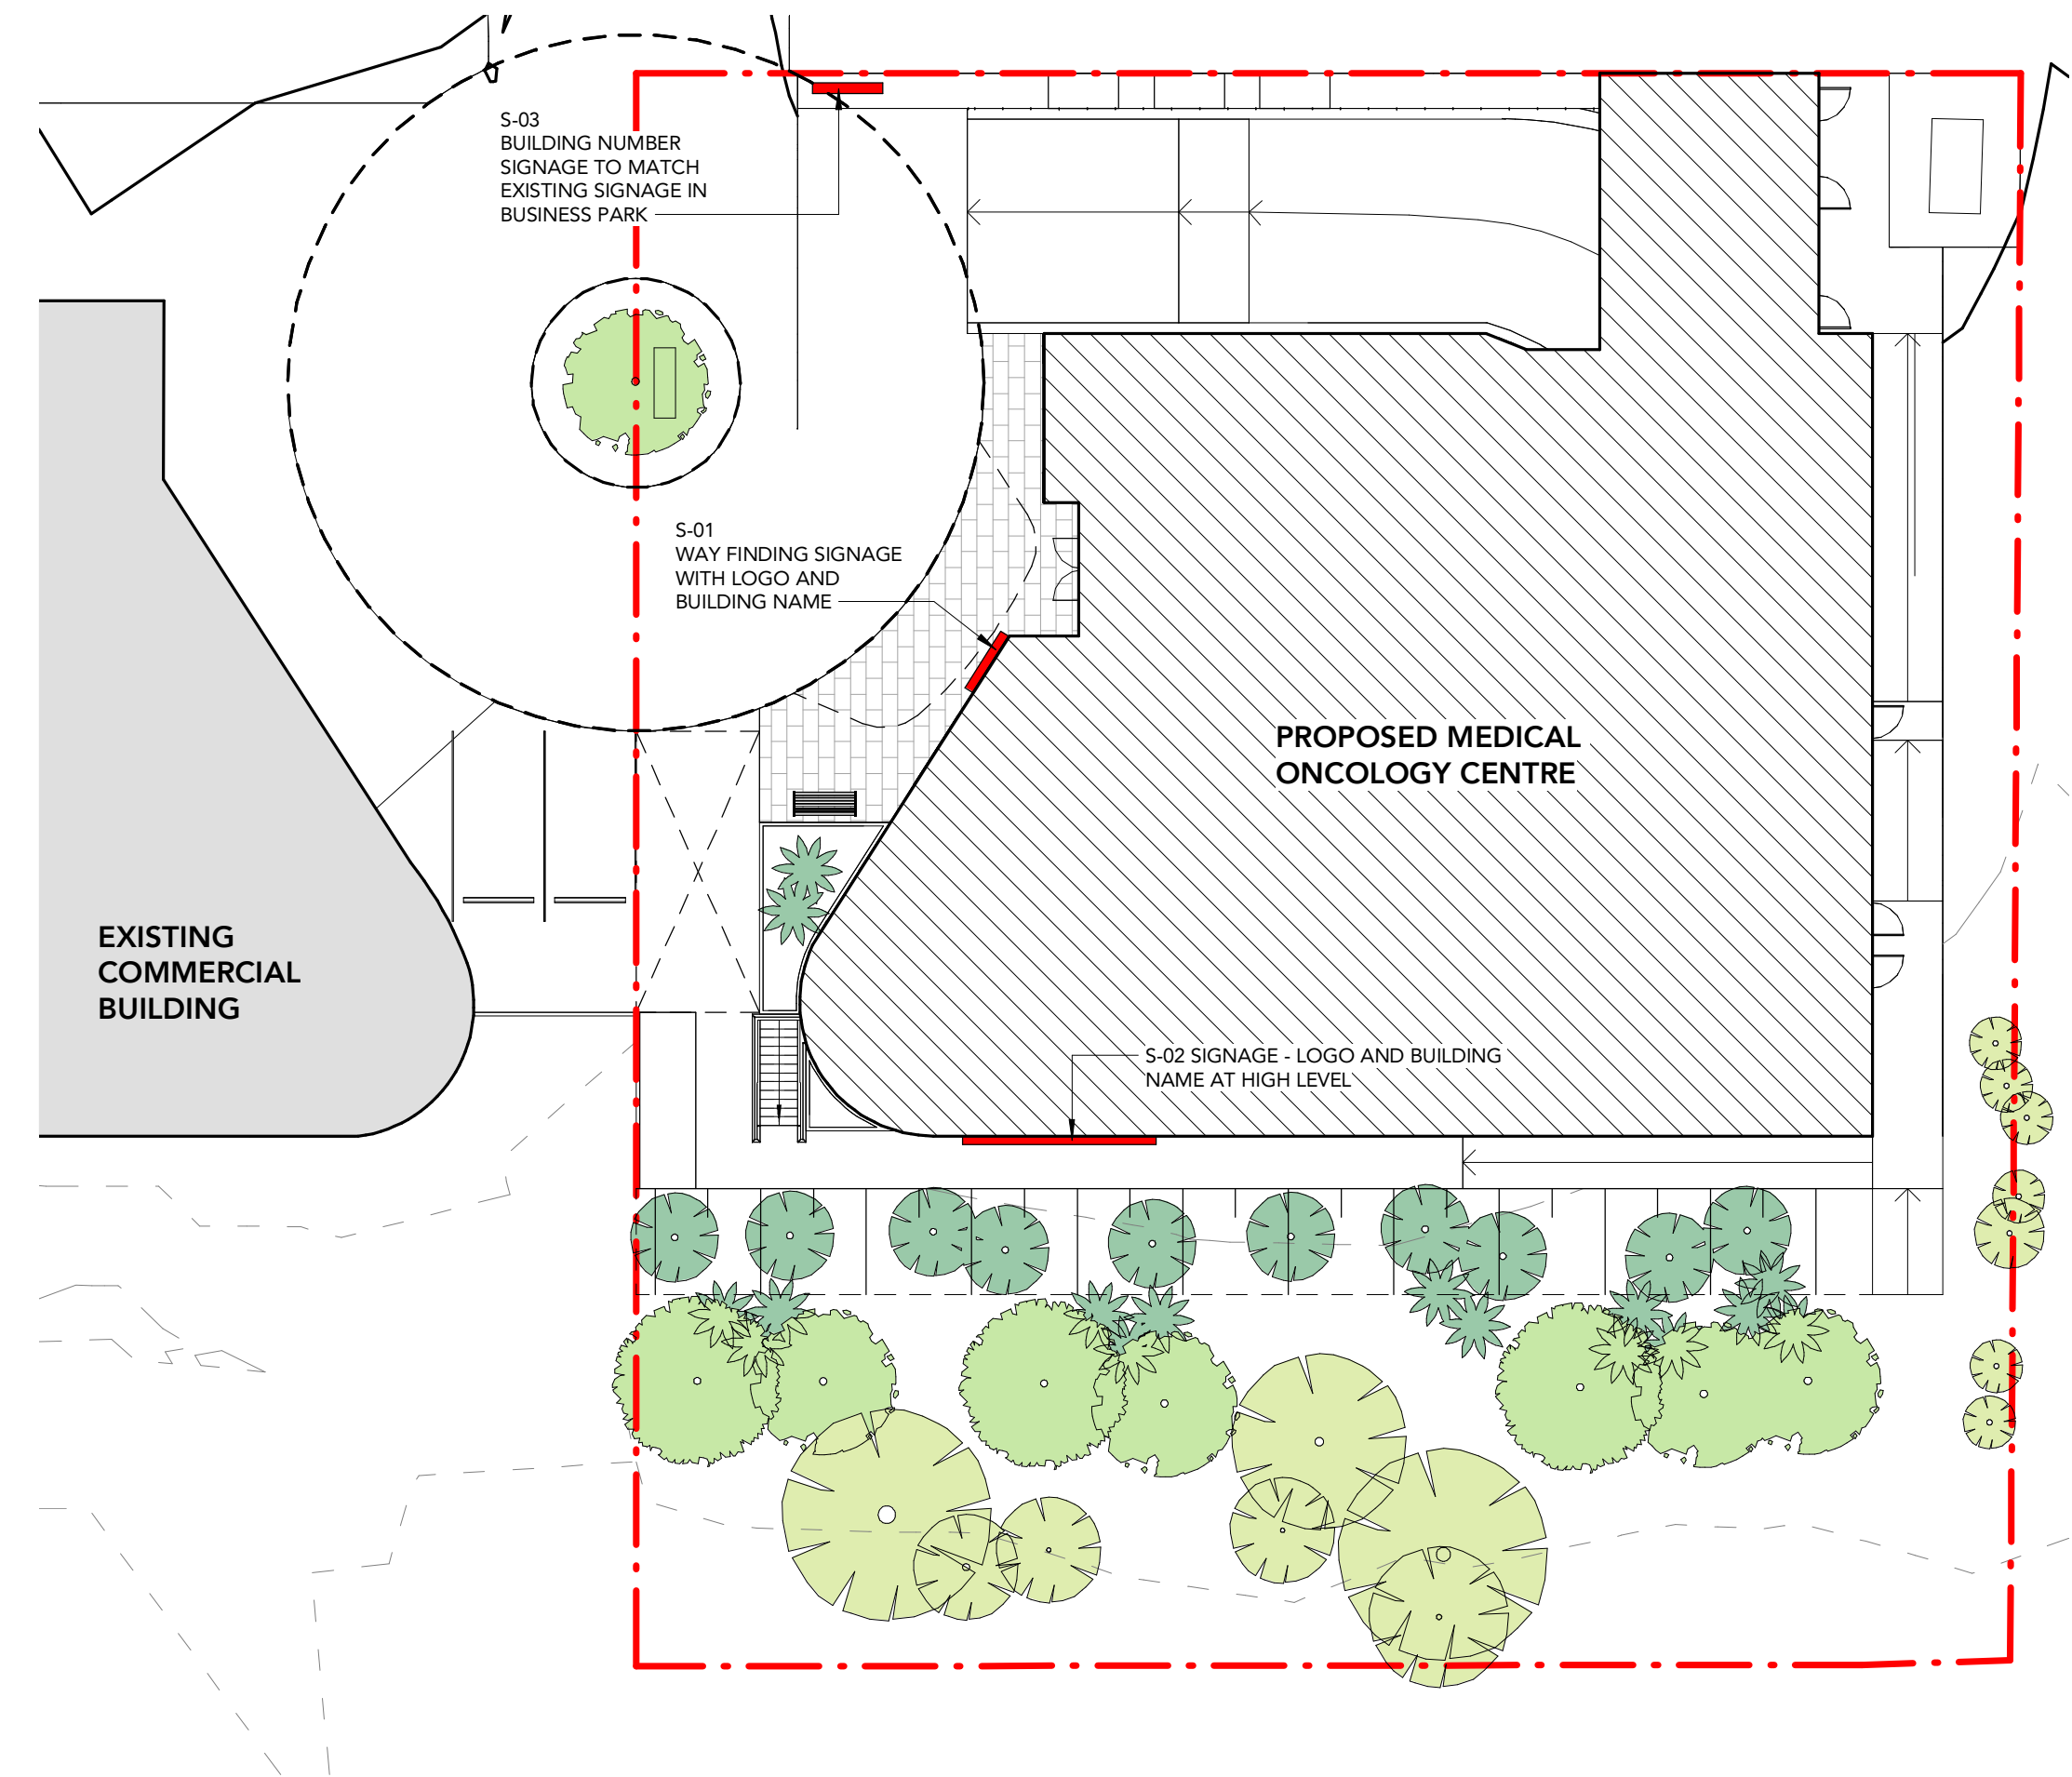 S-03
BUILDING NUMBER
SIGNAGE TO MATCH
EXISTING SIGNAGE IN
BUSINESS PARK
S-01
WAY FINDING SIGNAGE
WITH LOGO AND
BUILDING NAME
PROPOSED MEDICAL
ONCOLOGY CENTRE
EXISTING
COMMERCIAL
BUILDING
S-02 SIGNAGE - LOGO AND BUILDING
NAME AT HIGH LEVEL